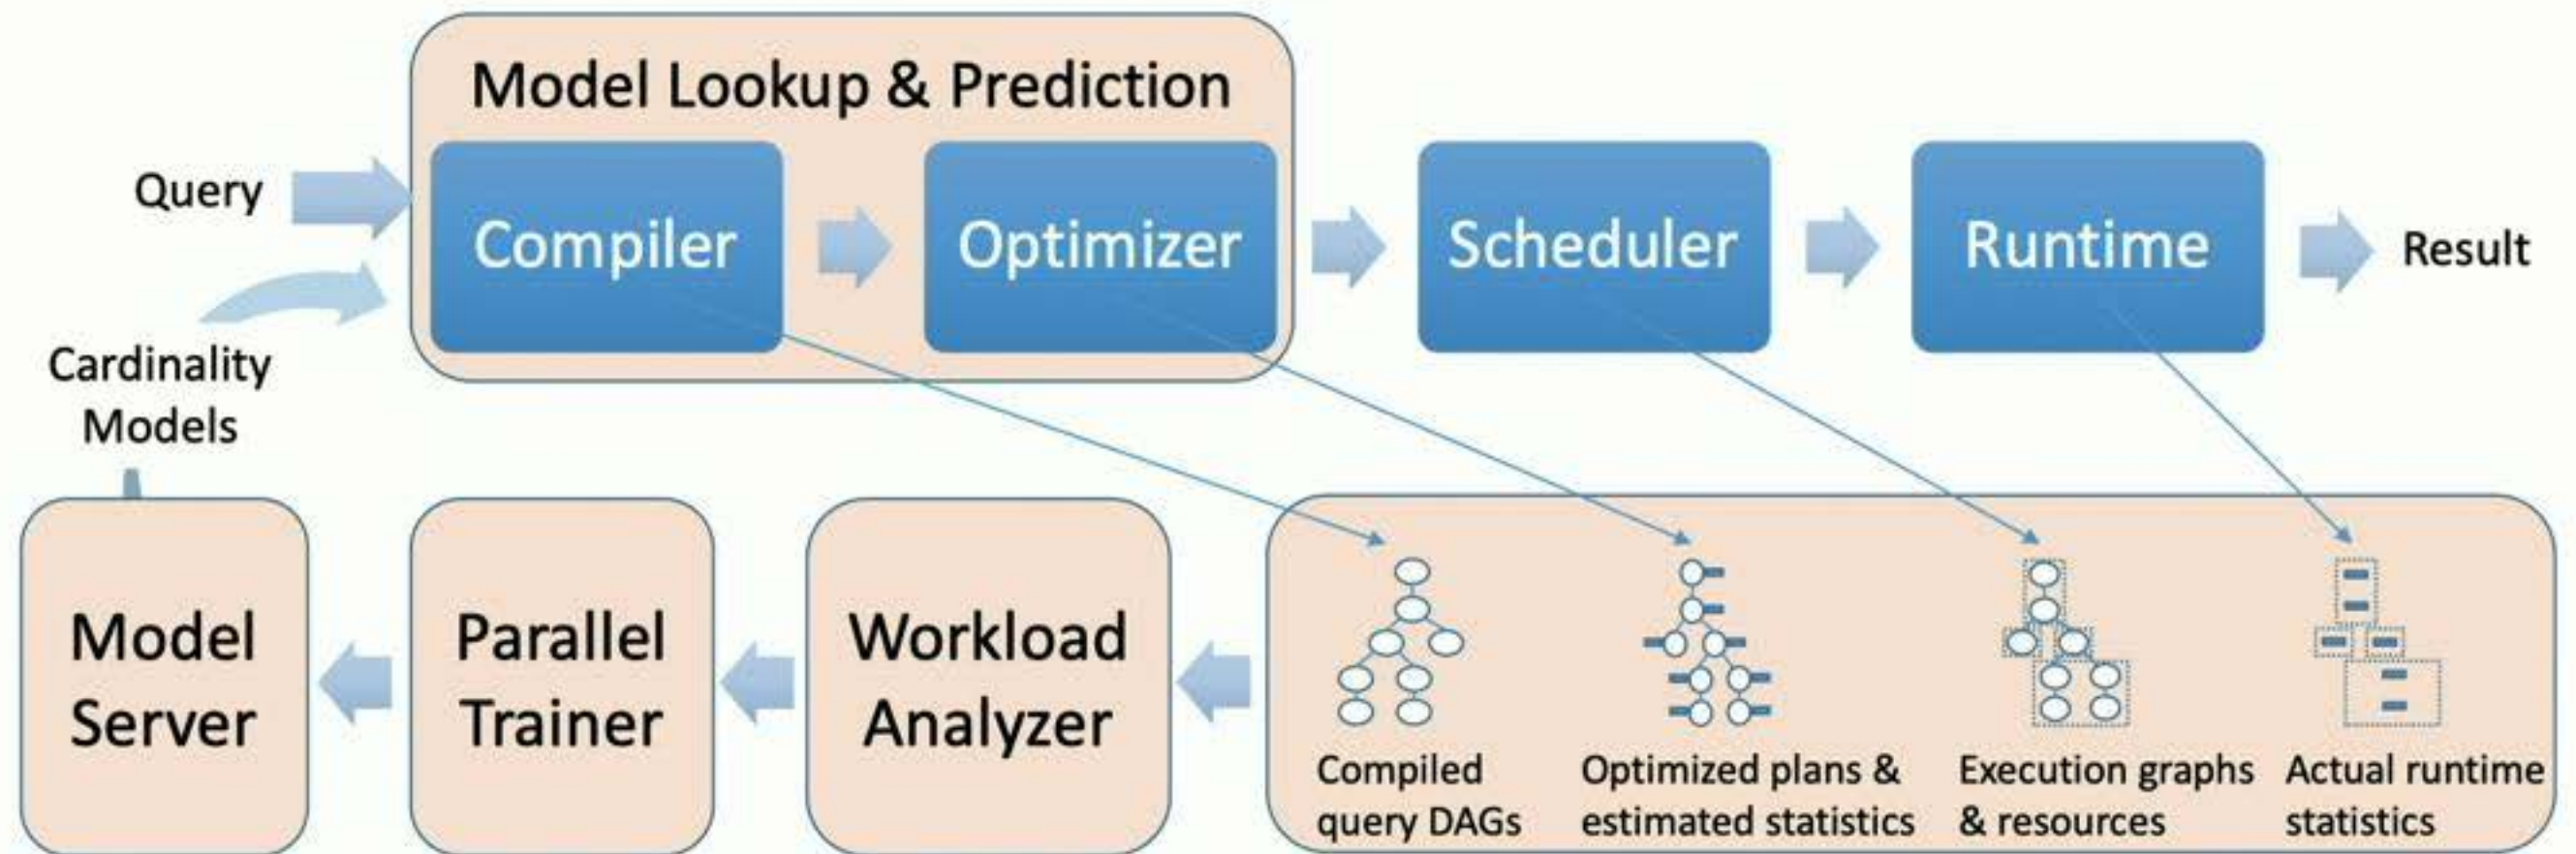 Model Lookup & Prediction
Query
Compiler
Optimizer
Scheduler
Runtime
Result
Cardinality
Models
Model
Server
Parallel
Trainer
Workload
Analyzer
Compiled
query DAGs
Optimized plans &
estimated statistics
Execution graphs
& resources
Actual runtime
statistics